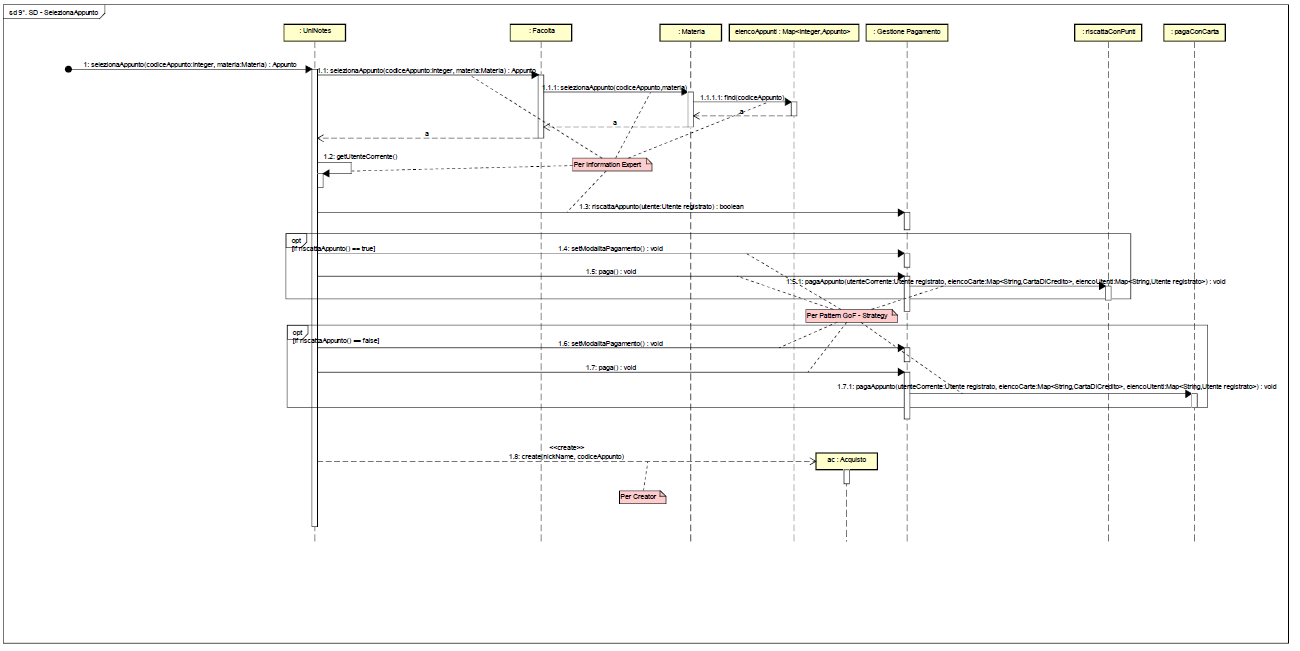 sd 9°. SD - SelezionaAppunto
: UniNotes
: Facolta
: Materia
elencoAppunti : Map<Integer,Appunto>
: Gestione Pagamento
: riscattaConPunti
: pagaConCarta
1: selezionaAppunto(codiceAppunto:Integer, materia:Materia) : Appunto
1.1: selezionaAppunto(codiceAppunto:Integer, materia:Materia) : Appunto
1.1.1: selezionaAppunto(codiceAppunto,materia)
1.1.1.1: find(codiceAppunto)
a
a
a
1.2: getUtenteCorrente()
Per Information Expert
1.3: riscattaAppunto(utente:Utente registrato) : boolean
opt
[if riscattaAppunto() == true]
1.4: setModalitaPagamento() : void
1.5: paga() : void
1.5.1: pagaAppunto(utenteCorrente:Utente registrato, elencoCarte:Map<String,CartaDiCredito>, elencoUtenti:Map<String,Utente registrato>) : void
Per Pattern GoF - Strategy
opt
[if riscattaAppunto() == false]
1.6: setModalitaPagamento() : void
1.7: paga() : void
1.7.1: pagaAppunto(utenteCorrente:Utente registrato, elencoCarte:Map<String,CartaDiCredito>, elencoUtenti:Map<String,Utente registrato>) : void
<<create>>
1.8: create(nickName, codiceAppunto)
ac : Acquisto
Per Creator